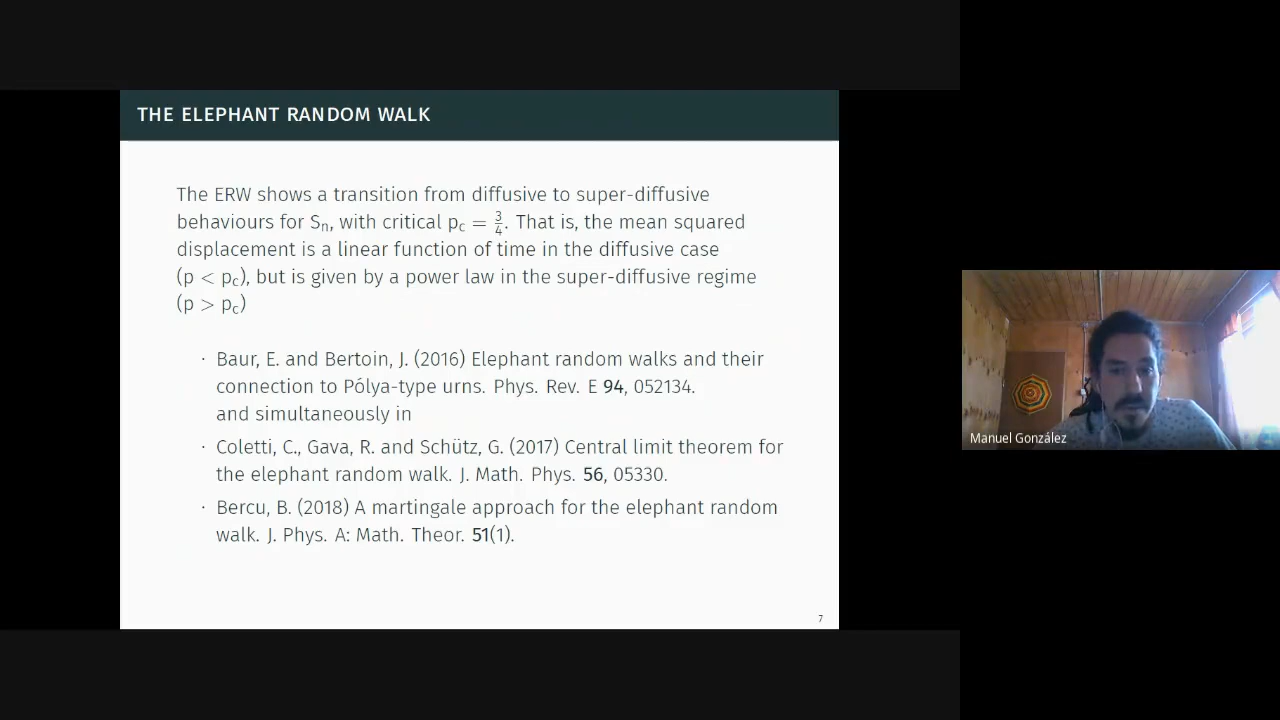 THE ELEPHANT RANDOM WALK
The ERW shows a transition from diffusive to super-diffusive
behaviours for Sₙ, with critical p_c = 3/4. That is, the mean squared
displacement is a linear function of time in the diffusive case
(p < p_c), but is given by a power law in the super-diffusive regime
(p > p_c)
· Baur, E. and Bertoin, J. (2016) Elephant random walks and their
connection to Pólya-type urns. Phys. Rev. E 94, 052134.
and simultaneously in
· Coletti, C., Gava, R. and Schütz, G. (2017) Central limit theorem for
the elephant random walk. J. Math. Phys. 56, 05330.
· Bercu, B. (2018) A martingale approach for the elephant random
walk. J. Phys. A: Math. Theor. 51(1).
7
Manuel González